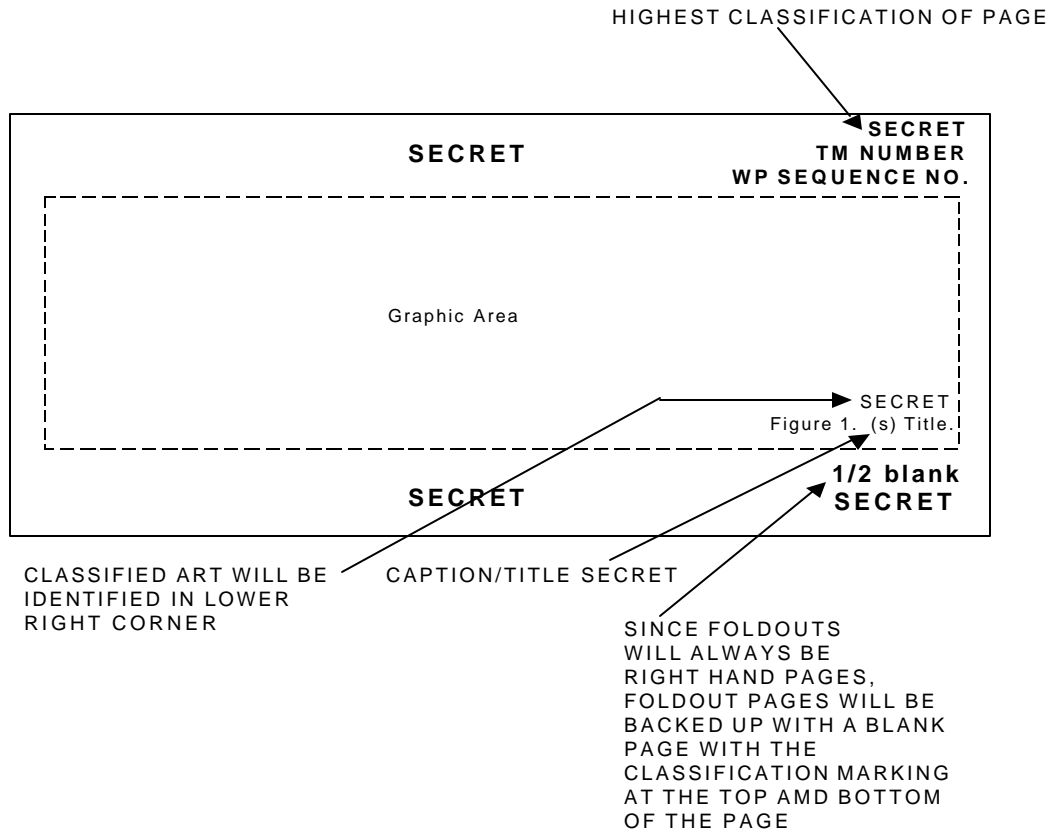 HIGHEST CLASSIFICATION OF PAGE
SECRET
SECRET
TM NUMBER
WP SEQUENCE NO.
Graphic Area
SECRET
Figure 1. (s) Title.
SECRET
1/2 blank
SECRET
CLASSIFIED ART WILL BE
IDENTIFIED IN LOWER
RIGHT CORNER
CAPTION/TITLE SECRET
SINCE FOLDOUTS
WILL ALWAYS BE
RIGHT HAND PAGES,
FOLDOUT PAGES WILL BE
BACKED UP WITH A BLANK
PAGE WITH THE
CLASSIFICATION MARKING
AT THE TOP AMD BOTTOM
OF THE PAGE